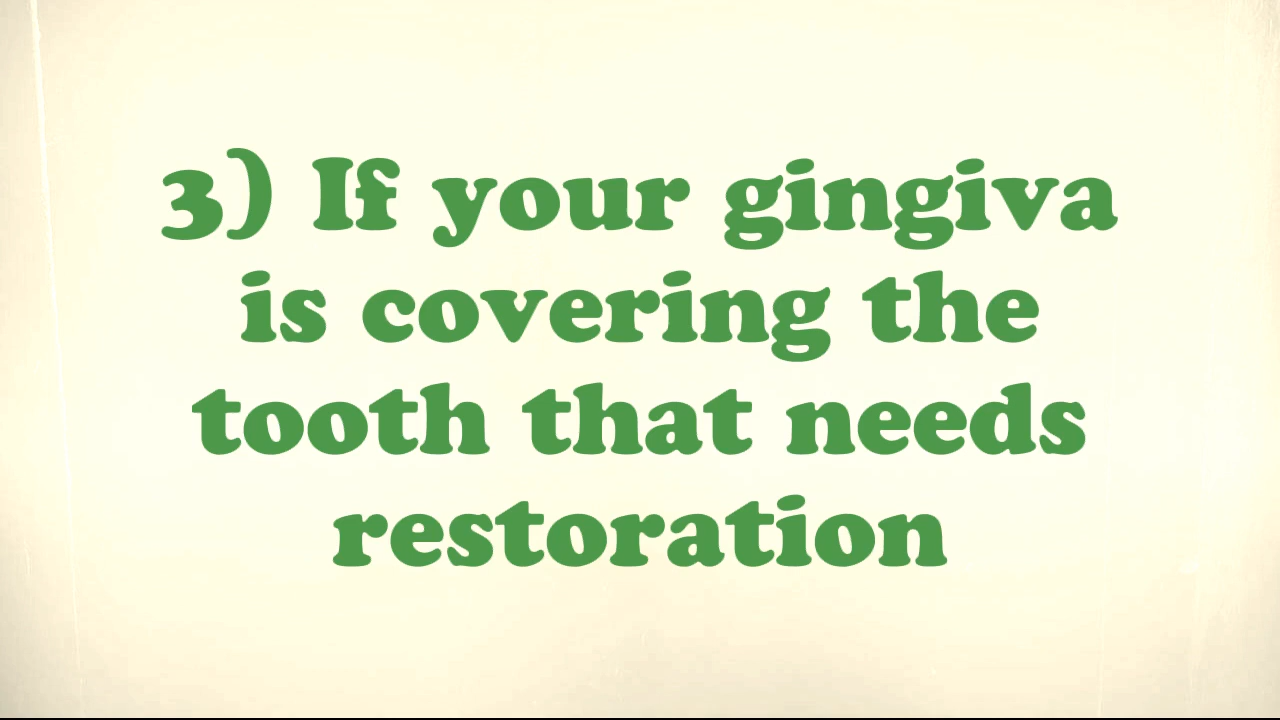 3) If your gingiva
is covering the
tooth that needs
restoration